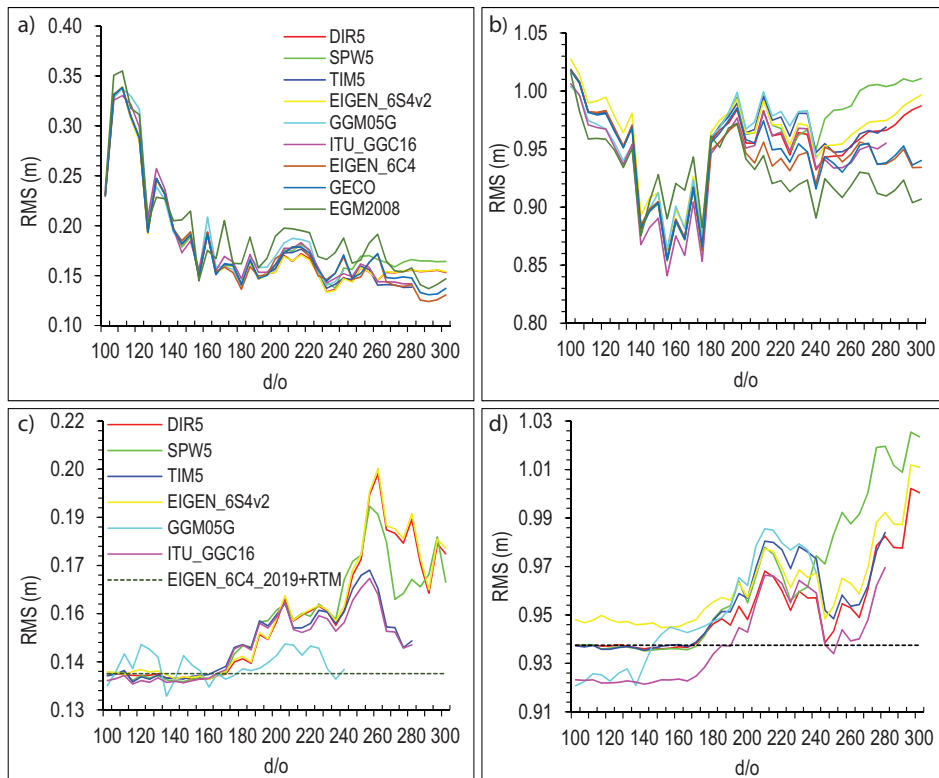 a)
0.40
0.35
0.30
0.25
0.20
0.15
0.10
RMS (m)
DIR5
SPW5
TIM5
EIGEN_6S4v2
GGM05G
ITU_GGC16
EIGEN_6C4
GECO
EGM2008
100 120 140 160 180 200 220 240 260 280 300
d/o
b)
1.05
1.00
0.95
0.90
0.85
0.80
RMS (m)
100 120 140 160 180 200 220 240 260 280 300
d/o
c)
0.22
0.20
0.19
0.17
0.16
0.14
0.13
RMS (m)
DIR5
SPW5
TIM5
EIGEN_6S4v2
GGM05G
ITU_GGC16
EIGEN_6C4_2019+RTM
100 120 140 160 180 200 220 240 260 280 300
d/o
d)
1.03
1.01
0.99
0.97
0.95
0.93
0.91
RMS (m)
100 120 140 160 180 200 220 240 260 280 300
d/o